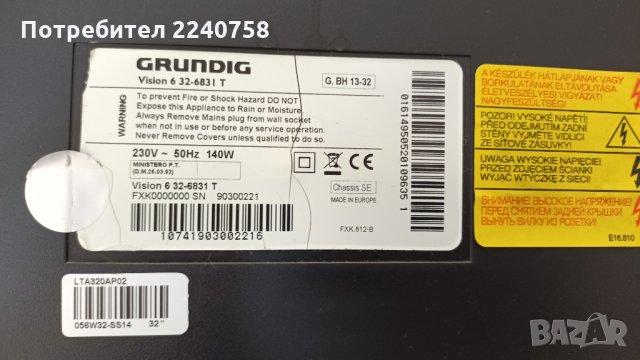 Потребител 2240758
GRUNDIG
Vision 6 32-6831 T
G. BH 13-32
WARNING
To prevent Fire or Shock Hazard DO NOT
Expose this Appliance to Rain or Moisture.
Always Remove Mains plug from wall socket
when not in use or before any service operation.
Never Remove Covers unless qualified to do so.
230V ~ 50Hz 140W
MINISTERO P.T.
(D.M.26.03.92)
Vision 6 32-6831 T
FXK0000000 SN 90300221
10741903002216
CE
Chassis SE
MADE IN EUROPE
FXK.812-B
0161499505201096351
A KÉSZÜLÉK HÁTLAPJÁNAK VAGY
BORKULATÁNAK ELTÁVOLÍTÁSA
ÉLETVESZÉLYES! VIGYÁZAT!
NAGYFESZÜLTSÉG!
POZOR! VYSOKÉ NAPĚTÍ!
PŘED ODEJMUTÍM ZADNÍ
STĚNY VYJMĚTE VIDLICI
ZE SÍŤOVÉ ZÁSUVKY!
UWAGA WYSOKIE NAPIĘCIE!
PRZED ZDJĘCIEM ŚCIANKI
WYJĄĆ WTYCZKĘ Z SIECI!
ВНИМАНИЕ! ВЫСОКОЕ НАПРЯЖЕНИЕ!
ПЕРЕД СНЯТИЕМ ЗАДНЕЙ КРЫШКИ
ВЫНУТЬ ВИЛКУ ИЗ РОЗЕТКИ!
E16.810
LTA320AP02
056W32-SS14 32"
BAZAR